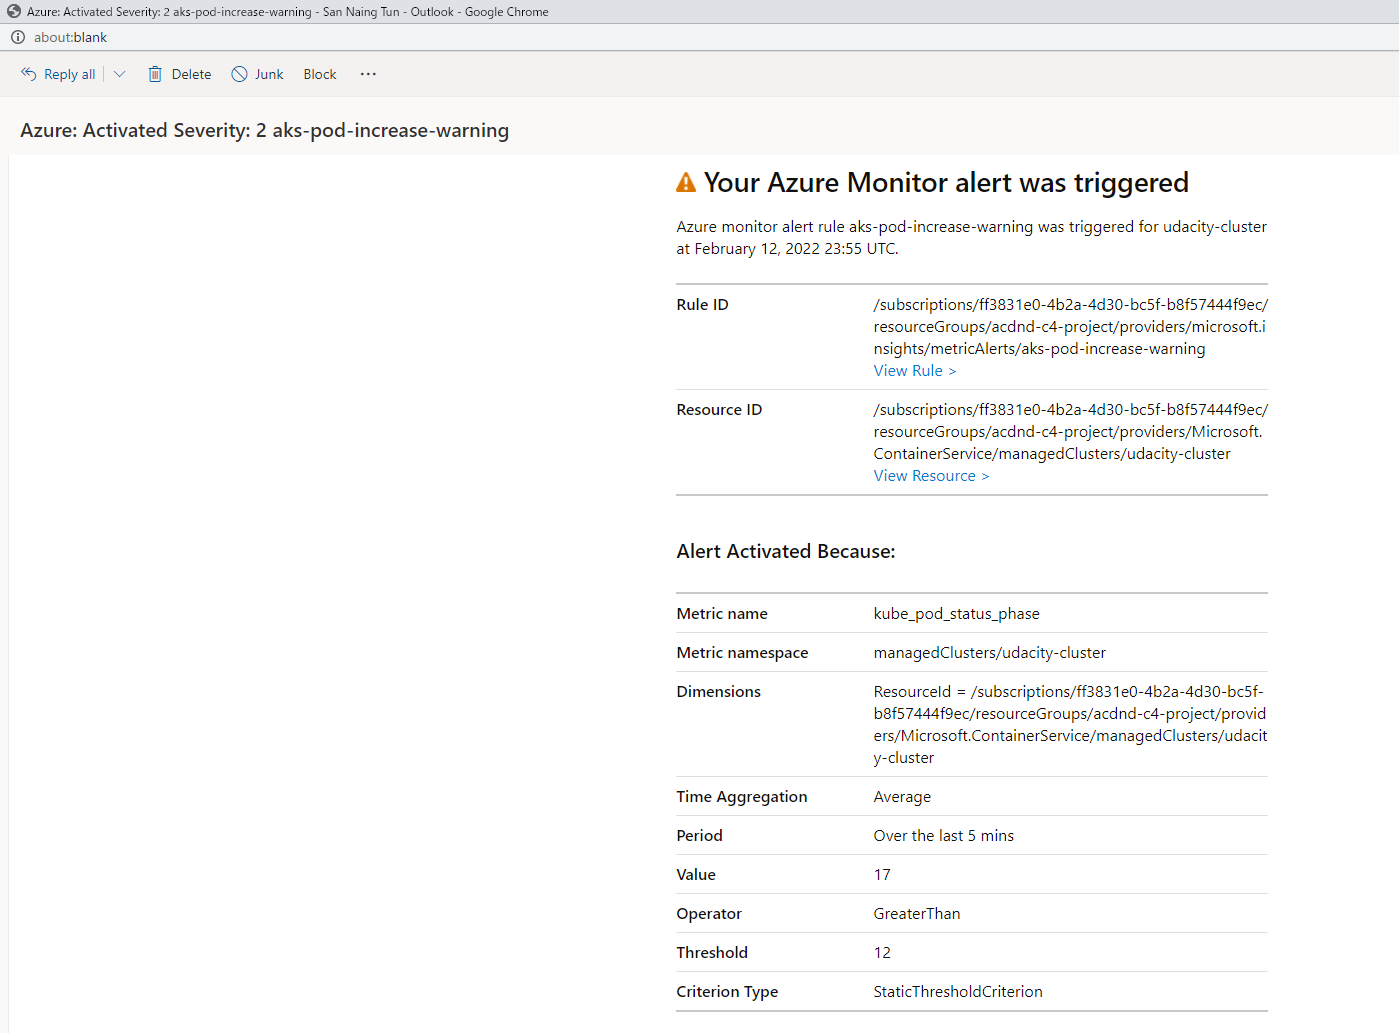 Azure: Activated Severity: 2 aks-pod-increase-warning - San Naing Tun - Outlook - Google Chrome
about:blank
Reply all Delete Junk Block ···
Azure: Activated Severity: 2 aks-pod-increase-warning
Your Azure Monitor alert was triggered
Azure monitor alert rule aks-pod-increase-warning was triggered for udacity-cluster
at February 12, 2022 23:55 UTC.
Rule ID /subscriptions/ff3831e0-4b2a-4d30-bc5f-b8f57444f9ec/
resourceGroups/acdnd-c4-project/providers/microsoft.i
nsights/metricAlerts/aks-pod-increase-warning
View Rule >
Resource ID /subscriptions/ff3831e0-4b2a-4d30-bc5f-b8f57444f9ec/
resourceGroups/acdnd-c4-project/providers/Microsoft.
ContainerService/managedClusters/udacity-cluster
View Resource >
Alert Activated Because:
Metric name kube_pod_status_phase
Metric namespace managedClusters/udacity-cluster
Dimensions ResourceId = /subscriptions/ff3831e0-4b2a-4d30-bc5f-
b8f57444f9ec/resourceGroups/acdnd-c4-project/provid
ers/Microsoft.ContainerService/managedClusters/udacit
y-cluster
Time Aggregation Average
Period Over the last 5 mins
Value 17
Operator GreaterThan
Threshold 12
Criterion Type StaticThresholdCriterion